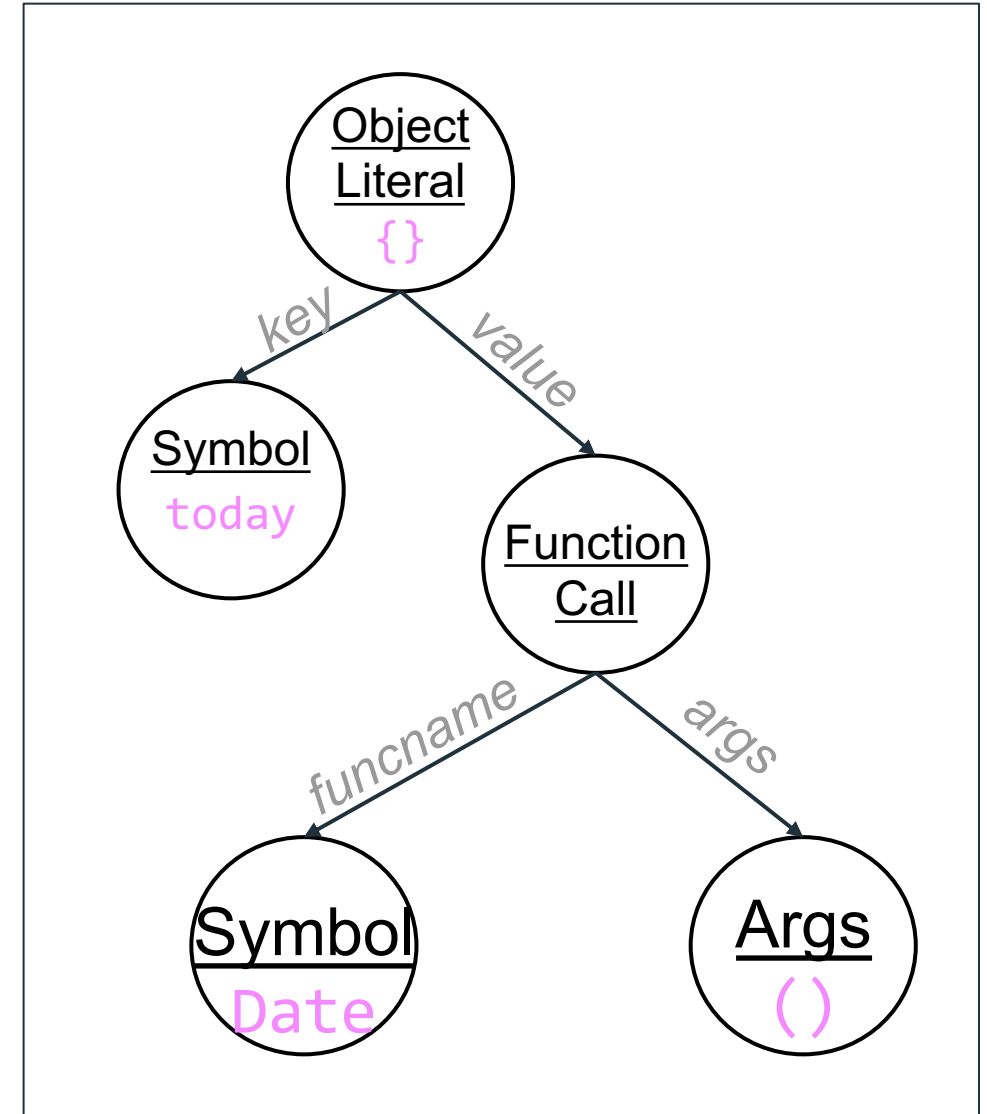 Object
Literal
{}
key
value
Symbol
today
Function
Call
funcname
args
Symbol
Date
Args
()